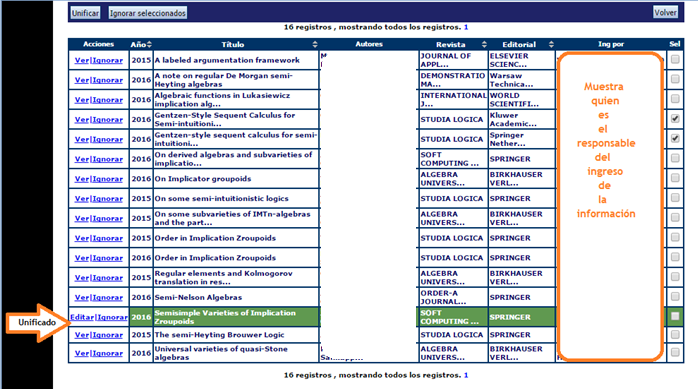 Unificar Ignorar seleccionados Volver
16 registros , mostrando todos los registros. 1
Acciones Año Título Autores Revista Editorial Ing por Sel
Ver|Ignorar 2015 A labeled argumentation framework JOURNAL OF APPL... ELSEVIER SCIENC...
Ver|Ignorar 2016 A note on regular De Morgan semi-Heyting algebras DEMONSTRATIO MA... Warsaw Technica...
Ver|Ignorar 2016 Algebraic functions in Lukasiewicz implication alg... INTERNATIONAL J... WORLD SCIENTIFI...
Ver|Ignorar 2016 Gentzen-Style Sequent Calculus for Semi-intuitioni... STUDIA LOGICA Kluwer Academic...
Ver|Ignorar 2016 Gentzen-style sequent calculus for semi-intuitioni... STUDIA LOGICA Springer Nether...
Ver|Ignorar 2016 On derived algebras and subvarieties of implicatio... SOFT COMPUTING ... SPRINGER
Ver|Ignorar 2016 On Implicator groupoids ALGEBRA UNIVERS... BIRKHAUSER VERL...
Ver|Ignorar 2015 On some semi-intuitionistic logics STUDIA LOGICA SPRINGER
Ver|Ignorar 2016 On some subvarieties of IMTn-algebras and the part... ALGEBRA UNIVERS... BIRKHAUSER VERL...
Ver|Ignorar 2015 Order in Implication Zroupoids STUDIA LOGICA SPRINGER
Ver|Ignorar 2016 Order in Implication Zroupoids STUDIA LOGICA SPRINGER
Ver|Ignorar 2015 Regular elements and Kolmogorov translation in res... ALGEBRA UNIVERS... BIRKHAUSER VERL...
Ver|Ignorar 2016 Semi-Nelson Algebras ORDER-A JOURNAL... SPRINGER
Editar|Ignorar 2016 Semisimple Varieties of Implication Zroupoids SOFT COMPUTING ... SPRINGER
Ver|Ignorar 2015 The semi-Heyting Brouwer Logic STUDIA LOGICA SPRINGER
Ver|Ignorar 2016 Universal varieties of quasi-Stone algebras ALGEBRA UNIVERS... BIRKHAUSER VERL...
16 registros , mostrando todos los registros. 1
Unificado
Muestra
quien
es
el
responsable
del
ingreso
de
la
información